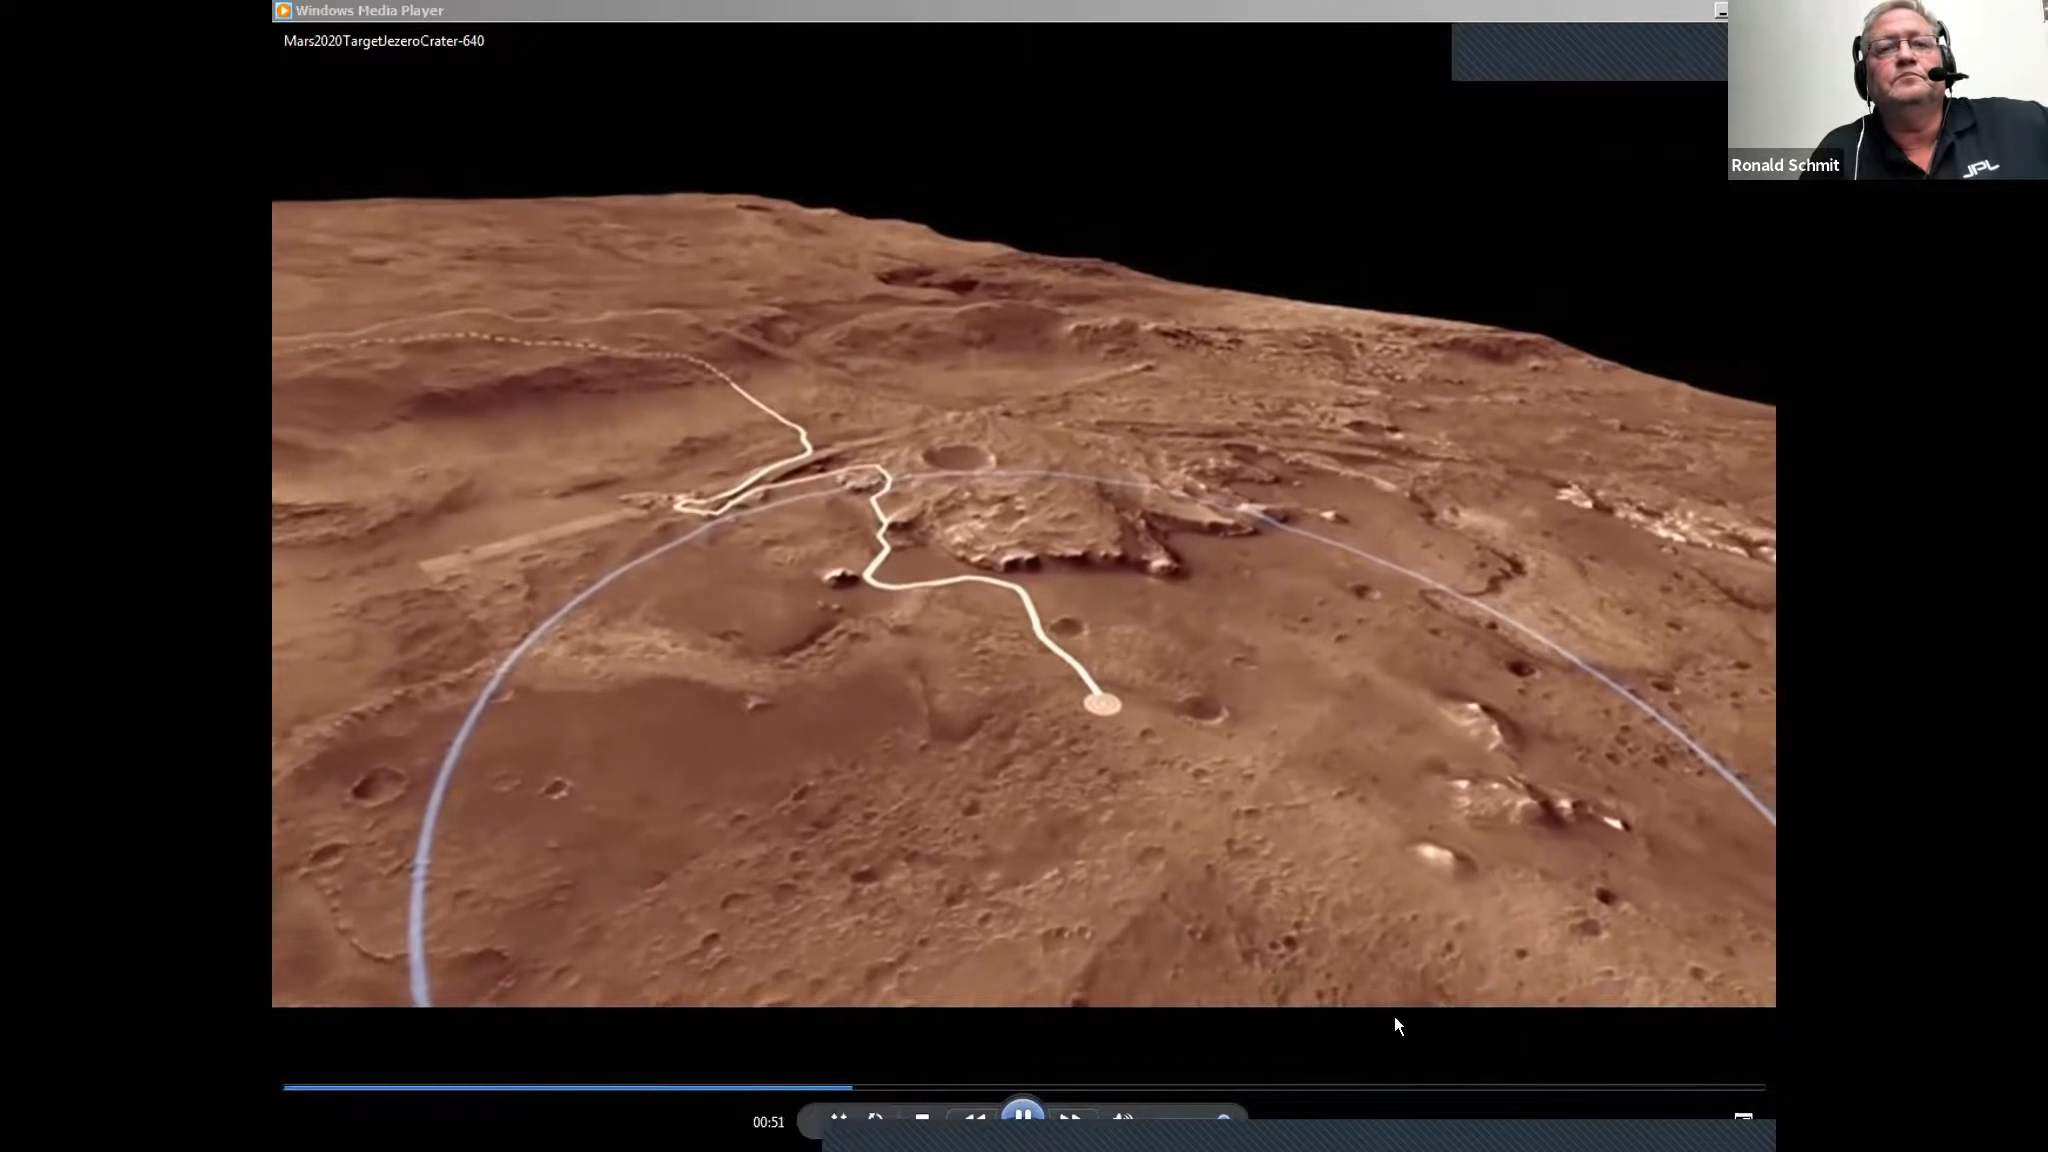 Windows Media Player
Mars2020TargetJezeroCrater-640
Ronald Schmit
JPL
00:51